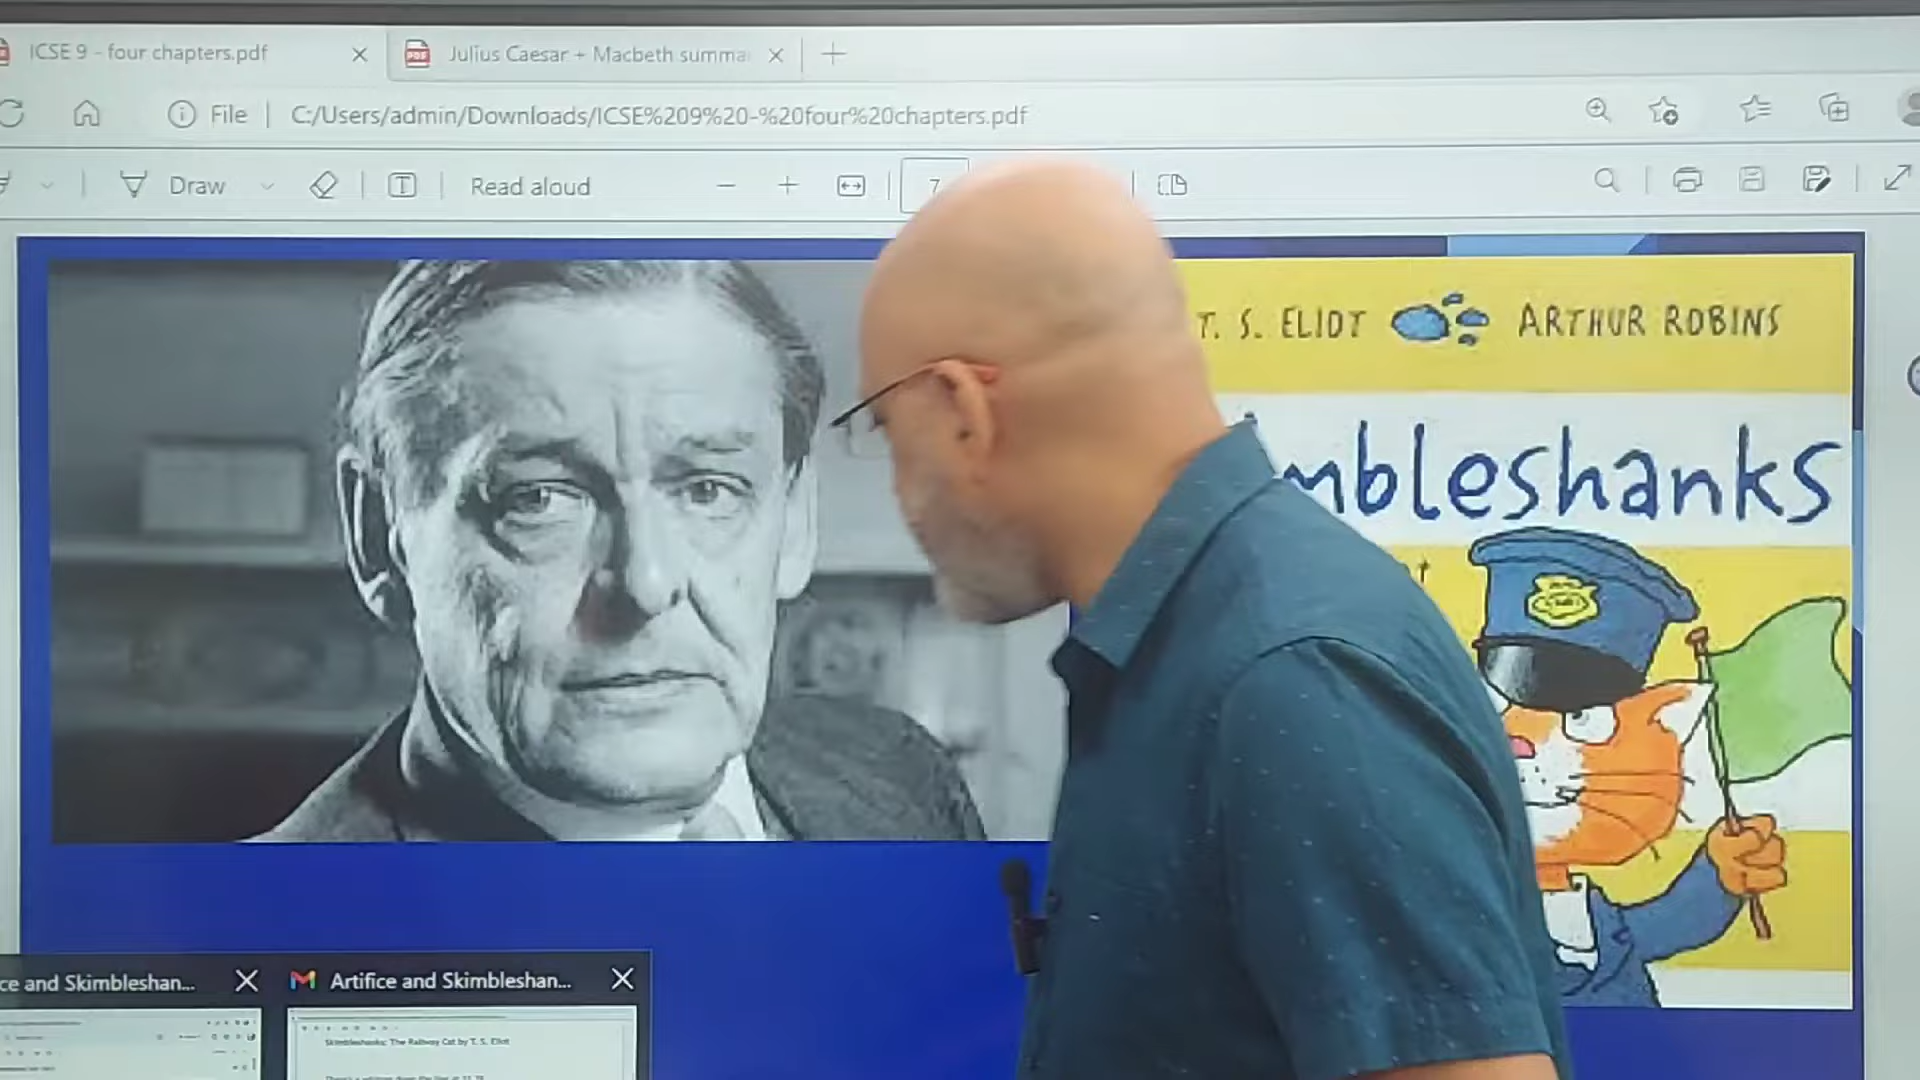 ICSE 9 - four chapters.pdf
Julius Caesar + Macbeth summa
File
C:/Users/admin/Downloads/ICSE%209%20-%20four%20chapters.pdf
Draw
Read aloud
7
T. S. ELIOT ARTHUR ROBINS
mbleshanks
ce and Skimbleshan...
Artifice and Skimbleshan...
Skimbleshanks: The Railway Cat by T. S. Eliot